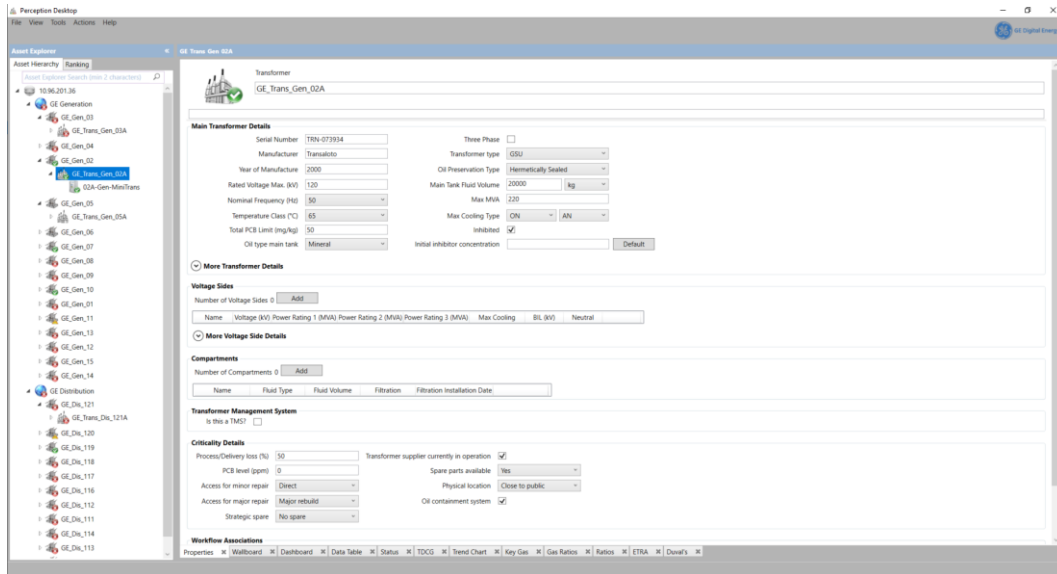 Perception Desktop
File View Tools Actions Help
GE Digital Energy
Asset Explorer
GE Trans Gen 02A
Asset Hierarchy Ranking
Asset Explorer Search (min 2 characters)
10.96.201.36
GE Generation
GE_Gen_03
GE_Trans_Gen_03A
GE_Gen_04
GE_Gen_02
GE_Trans_Gen_02A
02A-Gen-MiniTrans
GE_Gen_05
GE_Trans_Gen_05A
GE_Gen_06
GE_Gen_07
GE_Gen_08
GE_Gen_09
GE_Gen_10
GE_Gen_01
GE_Gen_11
GE_Gen_13
GE_Gen_12
GE_Gen_15
GE_Gen_14
GE Distribution
GE_Dis_121
GE_Trans_Dis_121A
GE_Dis_120
GE_Dis_119
GE_Dis_118
GE_Dis_117
GE_Dis_116
GE_Dis_112
GE_Dis_111
GE_Dis_114
GE_Dis_113
Transformer
GE_Trans_Gen_02A
Main Transformer Details
Serial Number TRN-073934 Three Phase
Manufacturer Transaloto Transformer type GSU
Year of Manufacture 2000 Oil Preservation Type Hermetically Sealed
Rated Voltage Max. (kV) 120 Main Tank Fluid Volume 20000 kg
Nominal Frequency (Hz) 50 Max MVA 220
Temperature Class (°C) 65 Max Cooling Type ON AN
Total PCB Limit (mg/kg) 50 Inhibited
Oil type main tank Mineral Initial inhibitor concentration Default
More Transformer Details
Voltage Sides
Number of Voltage Sides 0 Add
Name Voltage (kV) Power Rating 1 (MVA) Power Rating 2 (MVA) Power Rating 3 (MVA) Max Cooling BIL (kV) Neutral
More Voltage Side Details
Compartments
Number of Compartments 0 Add
Name Fluid Type Fluid Volume Filtration Filtration Installation Date
Transformer Management System
Is this a TMS?
Criticality Details
Process/Delivery loss (%) 50 Transformer supplier currently in operation
PCB level (ppm) 0 Spare parts available Yes
Access for minor repair Direct Physical location Close to public
Access for major repair Major rebuild Oil containment system
Strategic spare No spare
Workflow Associations
Properties Wallboard Dashboard Data Table Status TDCG Trend Chart Key Gas Gas Ratios Ratios ETRA Duval's